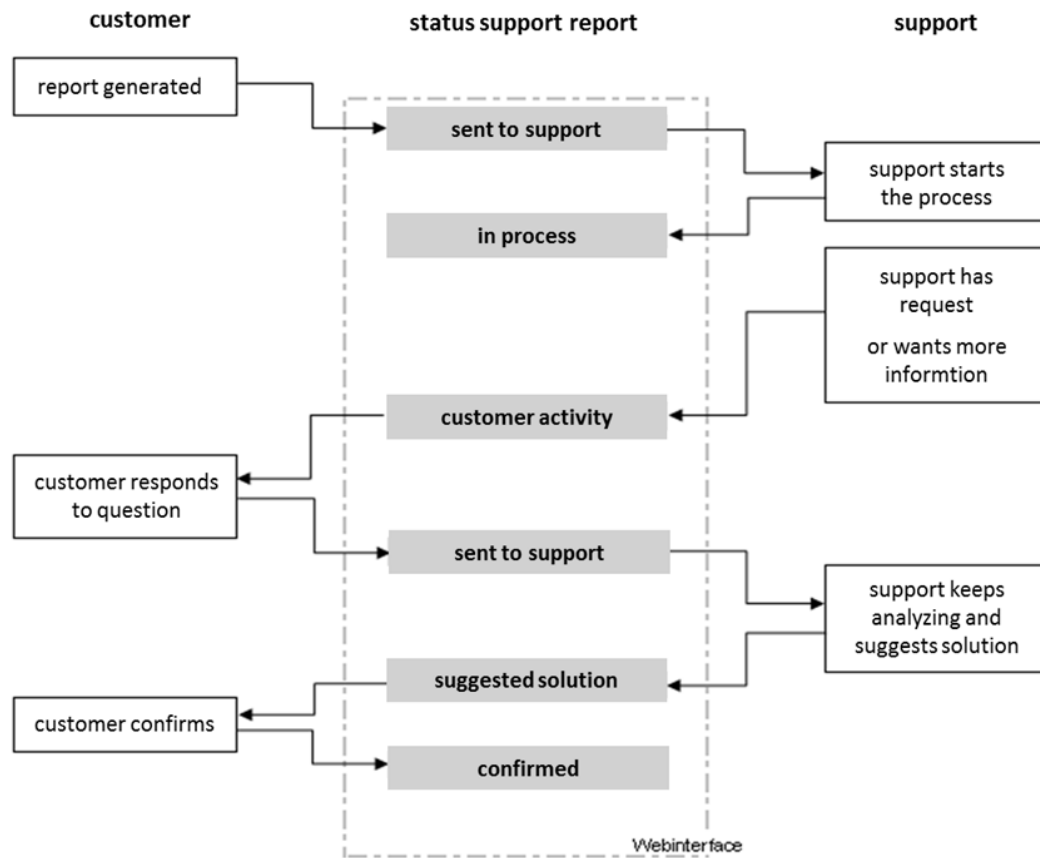 customer
status support report
support
report generated
sent to support
support starts
the process
in process
support has
request
or wants more
informtion
customer activity
customer responds
to question
sent to support
support keeps
analyzing and
suggests solution
suggested solution
customer confirms
confirmed
Webinterface